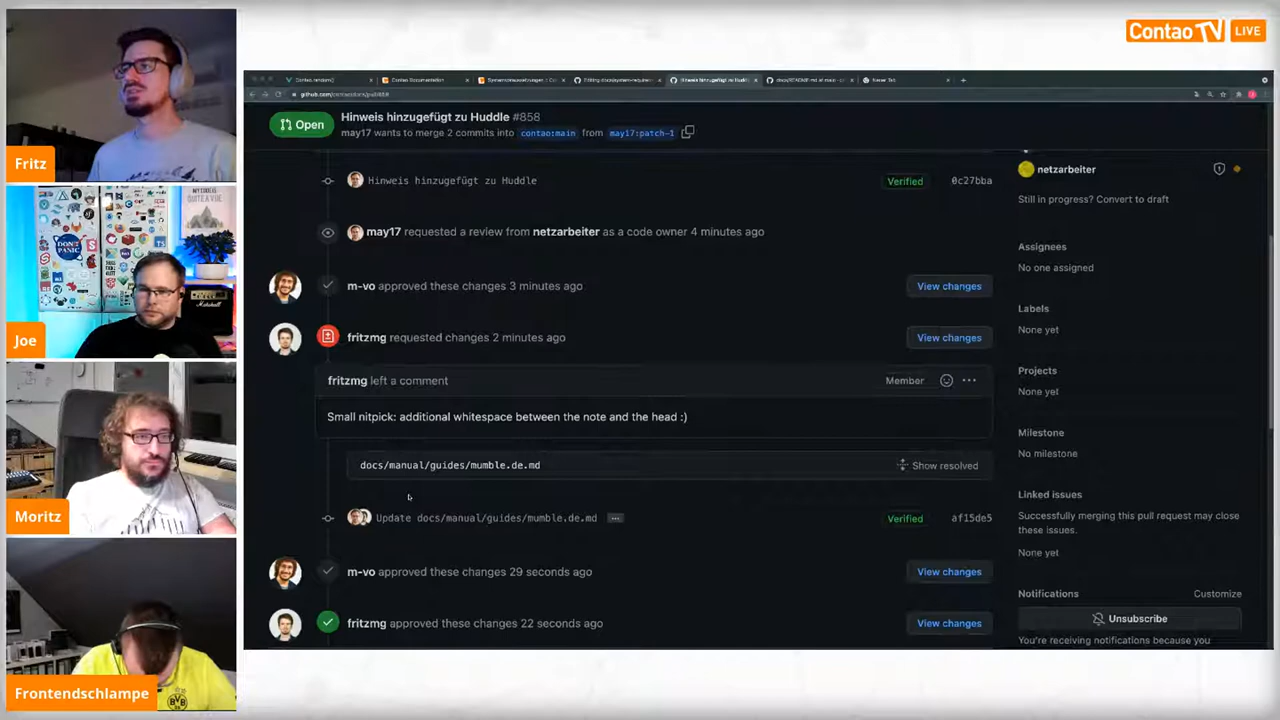 ContaoTV LIVE
Contao Documentation
Hinweis hinzugefügt zu Huddle #858
Open
may17 wants to merge 2 commits into contao:main from may17:patch-1
Hinweis hinzugefügt zu Huddle Verified 0c27bba
may17 requested a review from netzarbeiter as a code owner 4 minutes ago
m-vo approved these changes 3 minutes ago View changes
fritzmg requested changes 2 minutes ago View changes
fritzmg left a comment Member
Small nitpick: additional whitespace between the note and the head :)
docs/manual/guides/mumble.de.md Show resolved
Update docs/manual/guides/mumble.de.md Verified af15de5
m-vo approved these changes 29 seconds ago View changes
fritzmg approved these changes 22 seconds ago View changes
netzarbeiter
Still in progress? Convert to draft
Assignees
No one assigned
Labels
None yet
Projects
None yet
Milestone
No milestone
Linked issues
Successfully merging this pull request may close
these issues.
None yet
Notifications Customize
Unsubscribe
You're receiving notifications because you
Fritz
DON'T
PANIC
Marshall
Joe
Moritz
BVB
09
Frontendschlampe